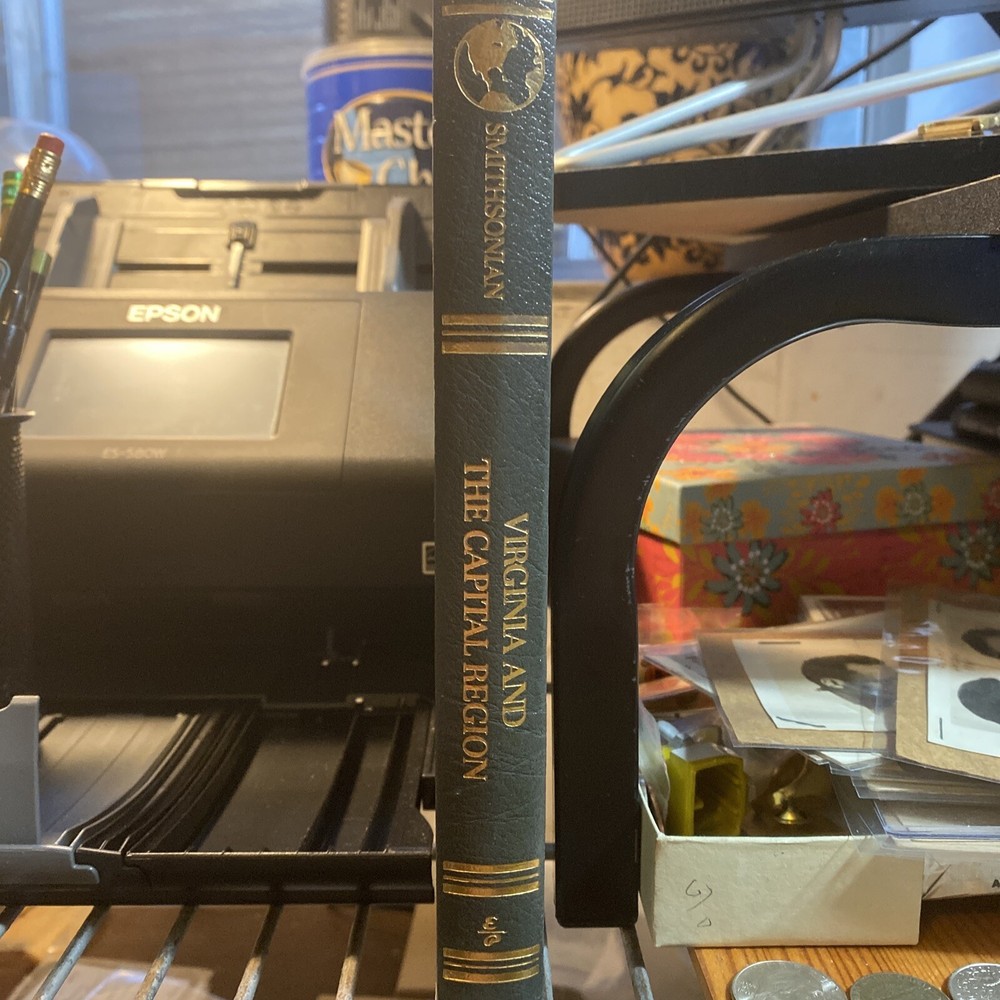 SMITHSONIAN
VIRGINIA AND
THE CAPITAL REGION
EPSON
ES-580W